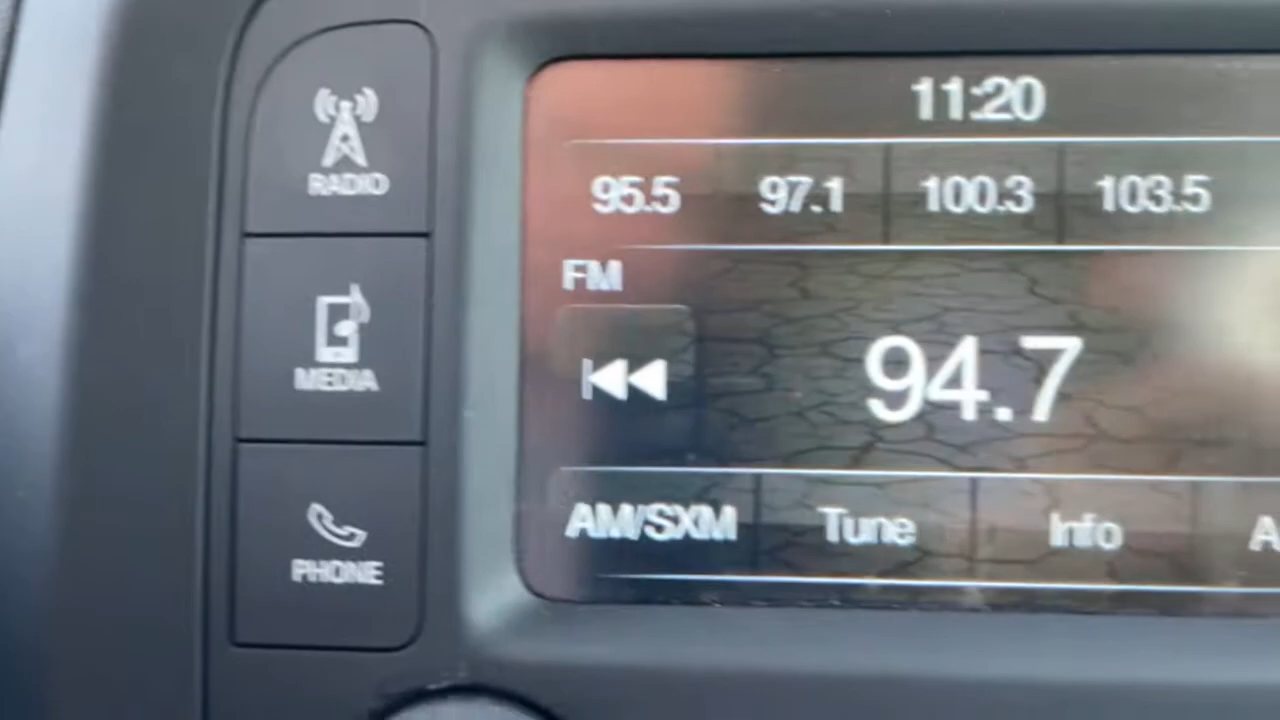 RADIO
MEDIA
PHONE
11:20
95.5 97.1 100.3 103.5
FM
94.7
AM/SXM Tune Info A